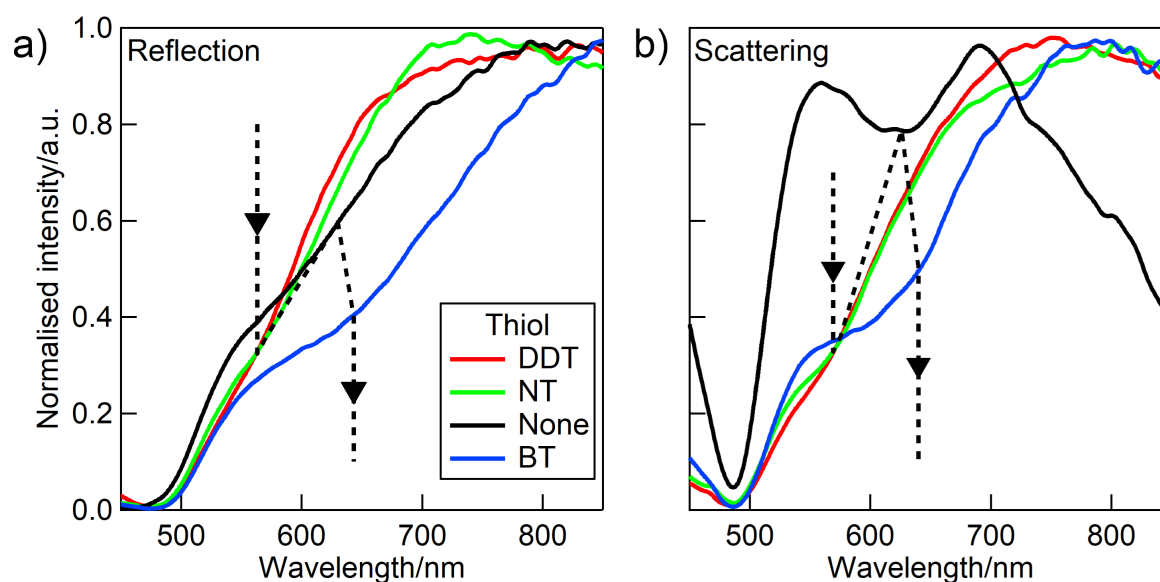 a)
Reflection
b)
Scattering
Normalised intensity/a.u.
1.0
0.8
0.6
0.4
0.2
0.0
Thiol
DDT
NT
None
BT
500 600 700 800
500 600 700 800
Wavelength/nm
Wavelength/nm